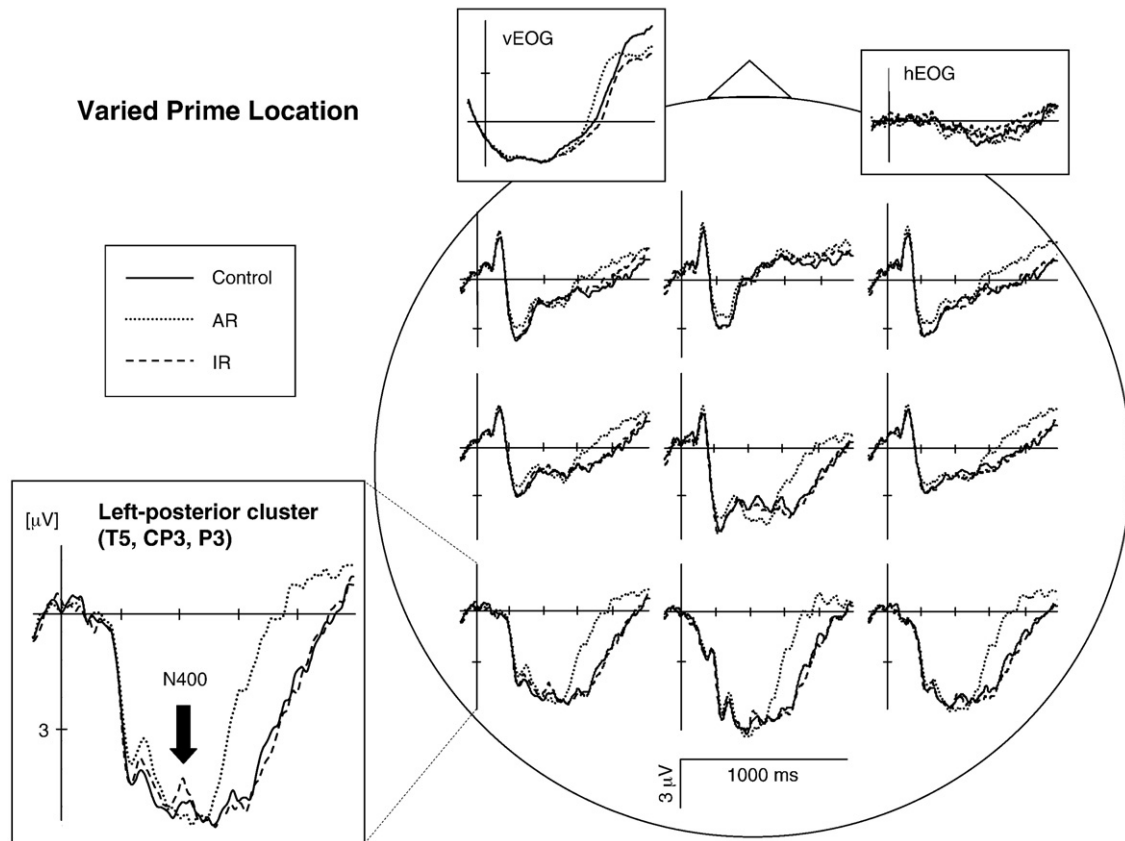 vEOG
hEOG
Varied Prime Location
Control
AR
IR
[μV]
Left-posterior cluster
(T5, CP3, P3)
N400
3
3 μV
1000 ms